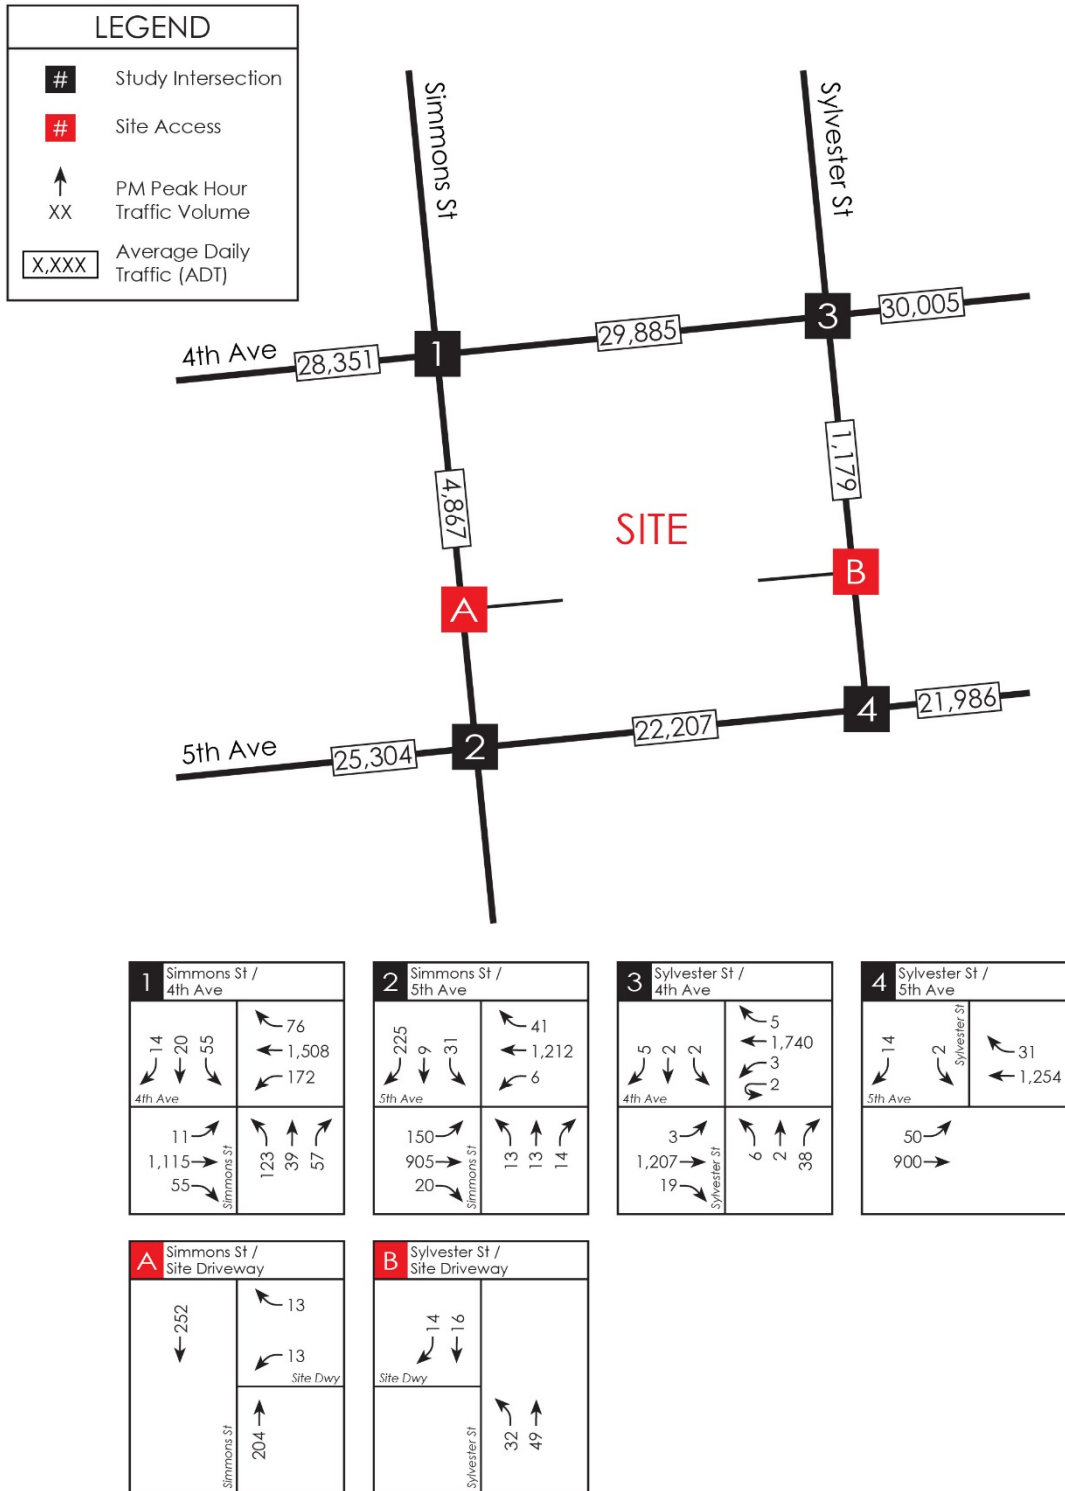 LEGEND
# Study Intersection
# Site Access
XX
PM Peak Hour
Traffic Volume
X,XXX
Average Daily
Traffic (ADT)
Simmons St
Sylvester St
4th Ave
28,351
1
29,885
3
30,005
4,867
1,179
SITE
A
B
5th Ave
25,304
2
22,207
4
21,986
1
Simmons St /
4th Ave
14
20
55
76
1,508
172
4th Ave
11
1,115
55
Simmons St
123
39
57
2
Simmons St /
5th Ave
225
9
31
41
1,212
6
5th Ave
150
905
20
Simmons St
13
13
14
3
Sylvester St /
4th Ave
5
2
2
5
1,740
3
2
4th Ave
3
1,207
19
Sylvester St
6
2
38
4
Sylvester St /
5th Ave
14
2
Sylvester St
31
1,254
5th Ave
50
900
A
Simmons St /
Site Driveway
252
13
13
Site Dwy
Simmons St
204
B
Sylvester St /
Site Driveway
14
16
Site Dwy
Sylvester St
32
49